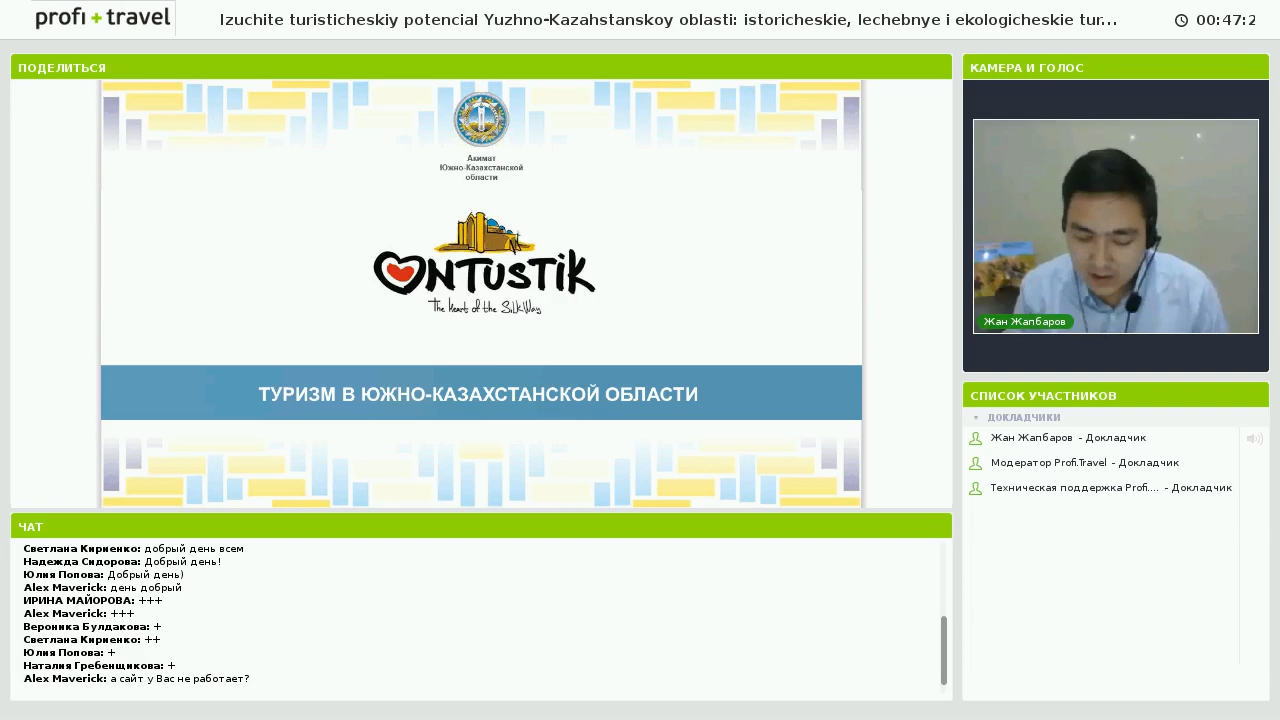 profi + travel
Izuchite turisticheskiy potencial Yuzhno-Kazahstanskoy oblasti: istoricheskie, lechebnye i ekologicheskie tur...
00:47:2
ПОДЕЛИТЬСЯ
Акимат
Южно-Казахстанской
области
ONTUSTIK
The heart of the Silk Way
ТУРИЗМ В ЮЖНО-КАЗАХСТАНСКОЙ ОБЛАСТИ
КАМЕРА И ГОЛОС
Жан Жапбаров
СПИСОК УЧАСТНИКОВ
ДОКЛАДЧИКИ
Жан Жапбаров - Докладчик
Модератор Profi.Travel - Докладчик
Техническая поддержка Profi.... - Докладчик
ЧАТ
Светлана Кириенко: добрый день всем
Надежда Сидорова: Добрый день!
Юлия Попова: Добрый день)
Alex Maverick: день добрый
ИРИНА МАЙОРОВА: +++
Alex Maverick: +++
Вероника Булдакова: +
Светлана Кириенко: ++
Юлия Попова: +
Наталия Гребенщикова: +
Alex Maverick: а сайт у Вас не работает?